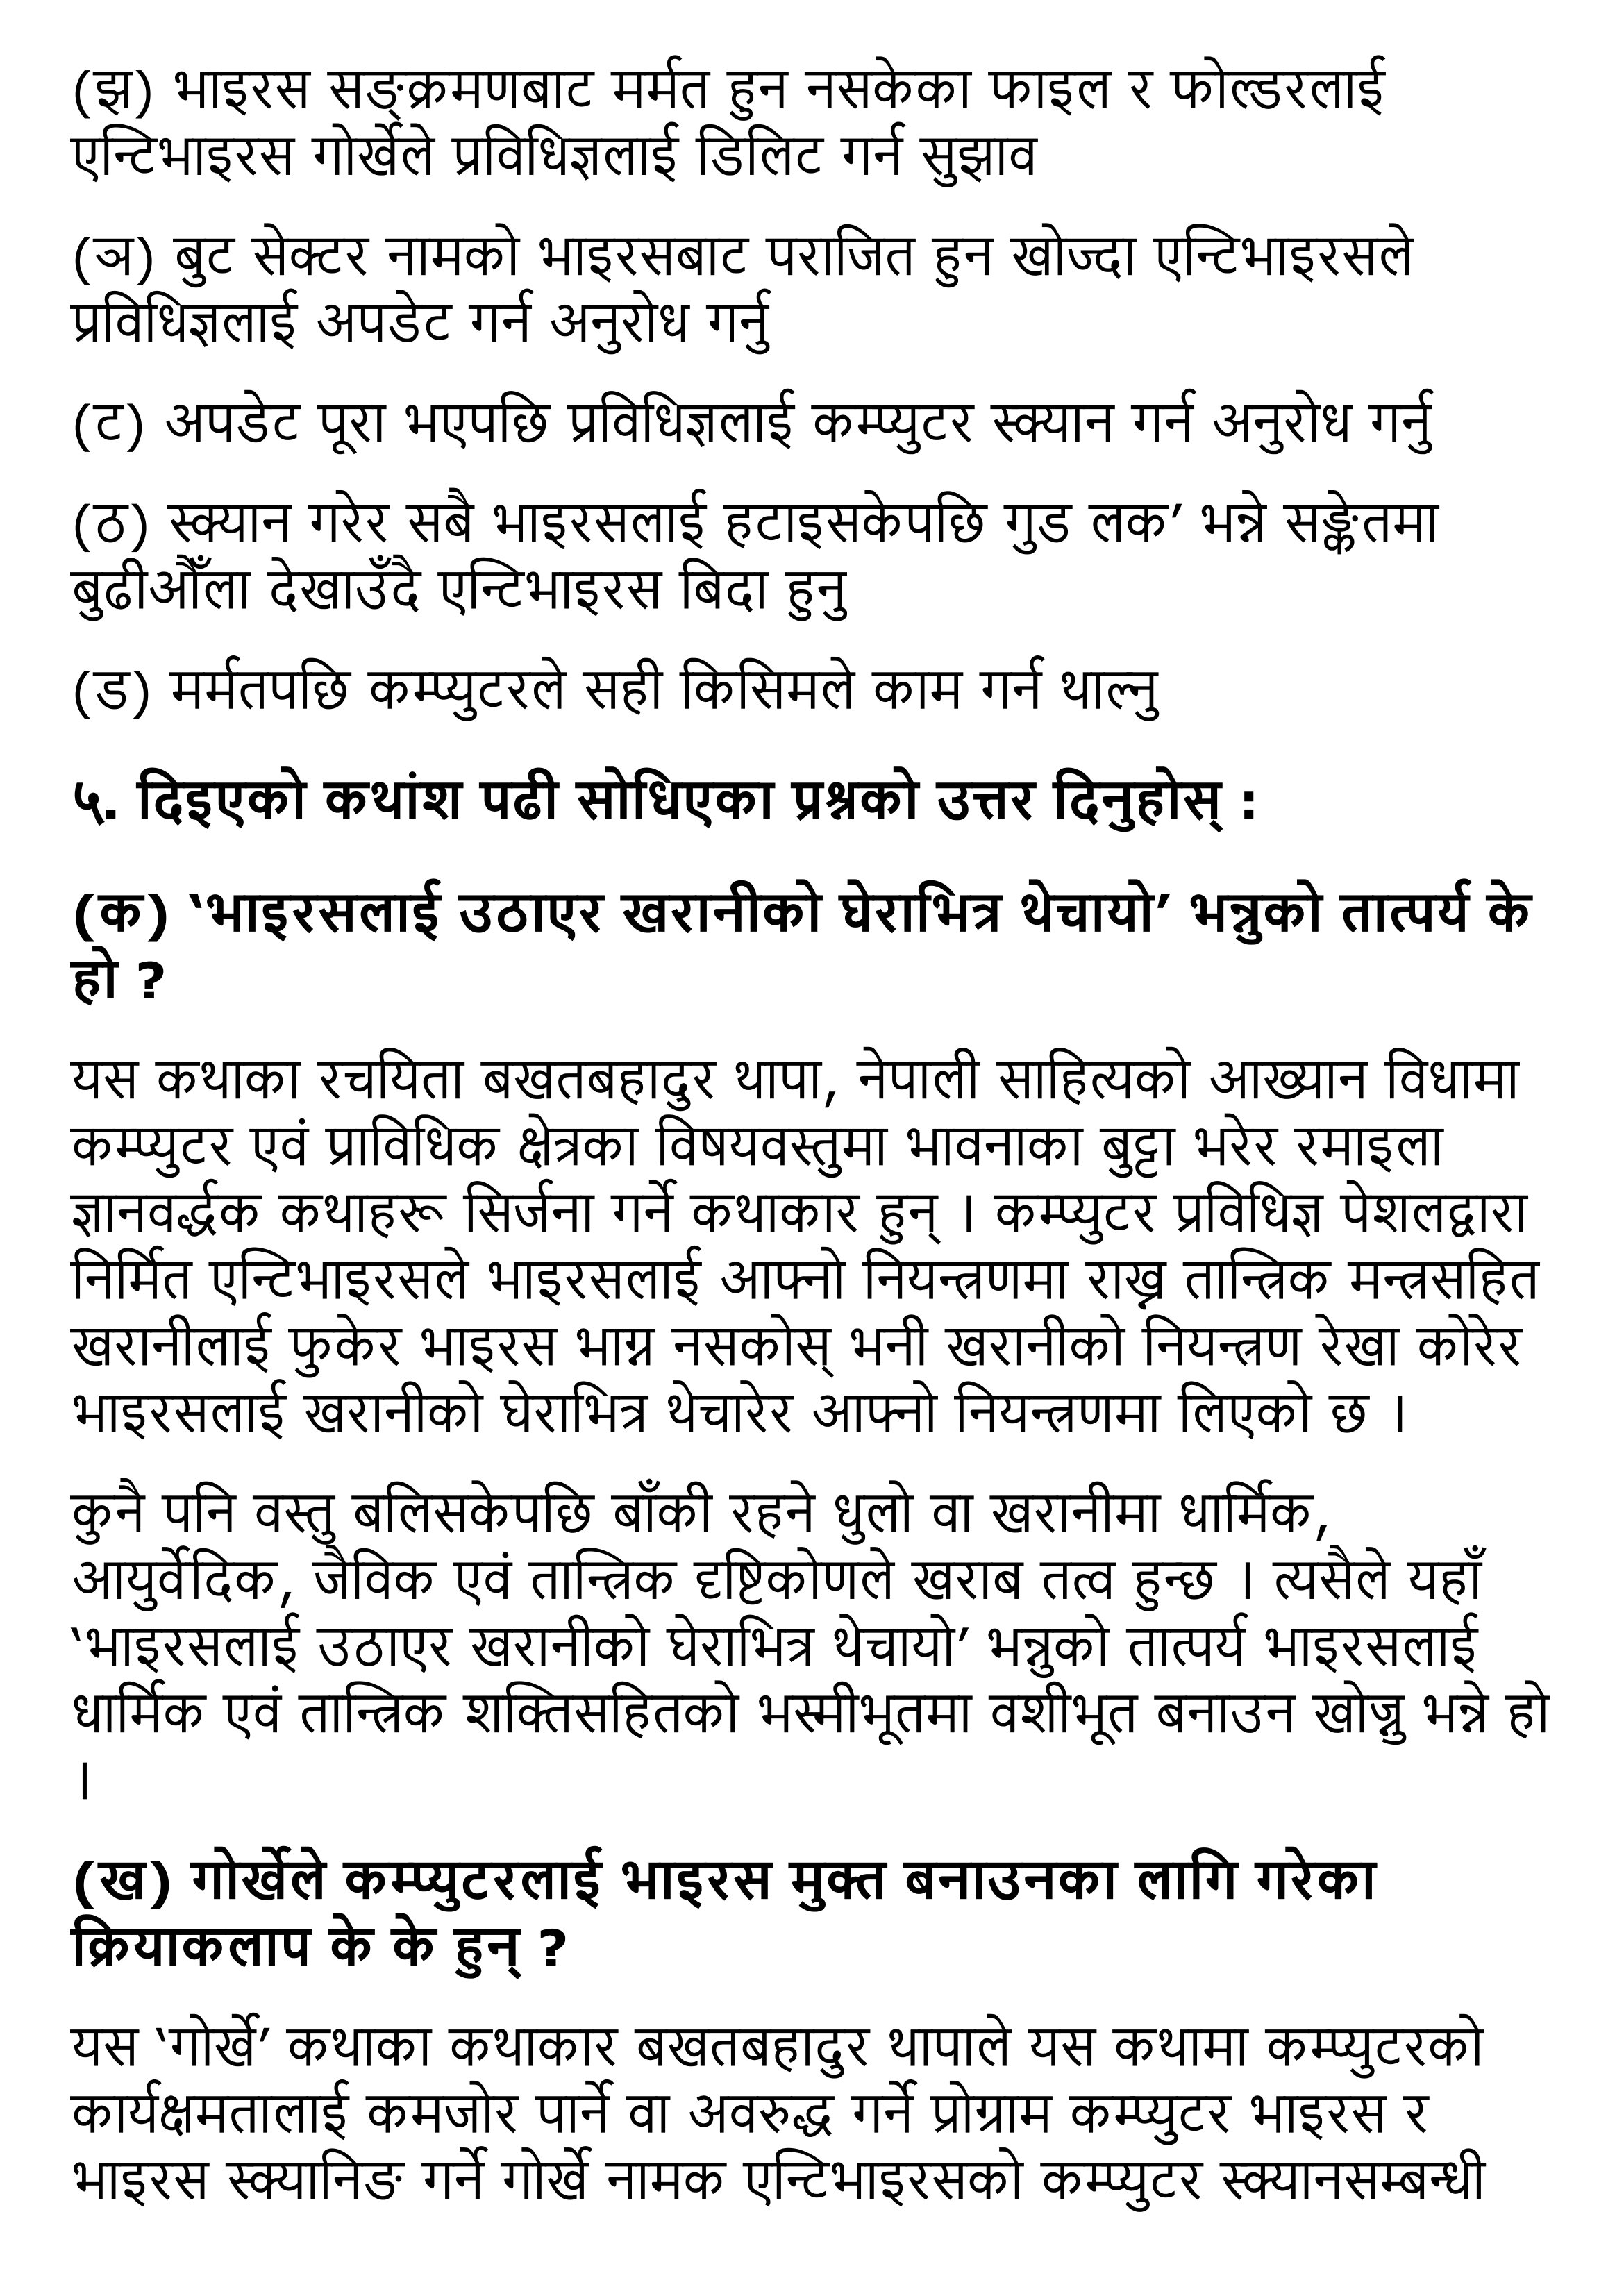 (झ) भाइरस सङ्क्रमणबाट मर्मत हुन नसकेका फाइल र फोल्डरलाई
एन्टिभाइरस गोर्खेले प्रविधिज्ञलाई डिलिट गर्न सुझाव
(ञ) बुट सेक्टर नामको भाइरसबाट पराजित हुन खोज्दा एन्टिभाइरसले
प्रविधिज्ञलाई अपडेट गर्न अनुरोध गर्नु
(ट) अपडेट पूरा भएपछि प्रविधिज्ञलाई कम्प्युटर स्क्यान गर्न अनुरोध गर्नु
(ठ) स्क्यान गरेर सबै भाइरसलाई हटाइसकेपछि गुड लक’ भन्ने सङ्केतमा
बुढीऔँला देखाउँदै एन्टिभाइरस बिदा हुनु
(ड) मर्मतपछि कम्प्युटरले सही किसिमले काम गर्न थाल्नु
५. दिइएको कथांश पढी सोधिएका प्रश्नको उत्तर दिनुहोस् :
(क) ‘भाइरसलाई उठाएर खरानीको घेराभित्र थेचायो’ भन्नुको तात्पर्य के
हो ?
यस कथाका रचयिता बखतबहादुर थापा, नेपाली साहित्यको आख्यान विधामा
कम्प्युटर एवं प्राविधिक क्षेत्रका विषयवस्तुमा भावनाका बुट्टा भरेर रमाइला
ज्ञानवर्द्धक कथाहरू सिर्जना गर्ने कथाकार हुन् । कम्प्युटर प्रविधिज्ञ पेशलद्वारा
निर्मित एन्टिभाइरसले भाइरसलाई आफ्नो नियन्त्रणमा राख्न तान्त्रिक मन्त्रसहित
खरानीलाई फुकेर भाइरस भाग्न नसकोस् भनी खरानीको नियन्त्रण रेखा कोरेर
भाइरसलाई खरानीको घेराभित्र थेचारेर आफ्नो नियन्त्रणमा लिएको छ ।
कुनै पनि वस्तु बलिसकेपछि बाँकी रहने धुलो वा खरानीमा धार्मिक,
आयुर्वेदिक, जैविक एवं तान्त्रिक दृष्टिकोणले खराब तत्व हुन्छ । त्यसैले यहाँ
‘भाइरसलाई उठाएर खरानीको घेराभित्र थेचायो’ भन्नुको तात्पर्य भाइरसलाई
धार्मिक एवं तान्त्रिक शक्तिसहितको भस्मीभूतमा वशीभूत बनाउन खोज्नु भन्ने हो
।
(ख) गोर्खेले कम्प्युटरलाई भाइरस मुक्त बनाउनका लागि गरेका
क्रियाकलाप के के हुन् ?
यस ‘गोर्खे’ कथाका कथाकार बखतबहादुर थापाले यस कथामा कम्प्युटरको
कार्यक्षमतालाई कमजोर पार्ने वा अवरुद्ध गर्ने प्रोग्राम कम्प्युटर भाइरस र
भाइरस स्क्यानिङ गर्ने गोर्खे नामक एन्टिभाइरसको कम्प्युटर स्क्यानसम्बन्धी